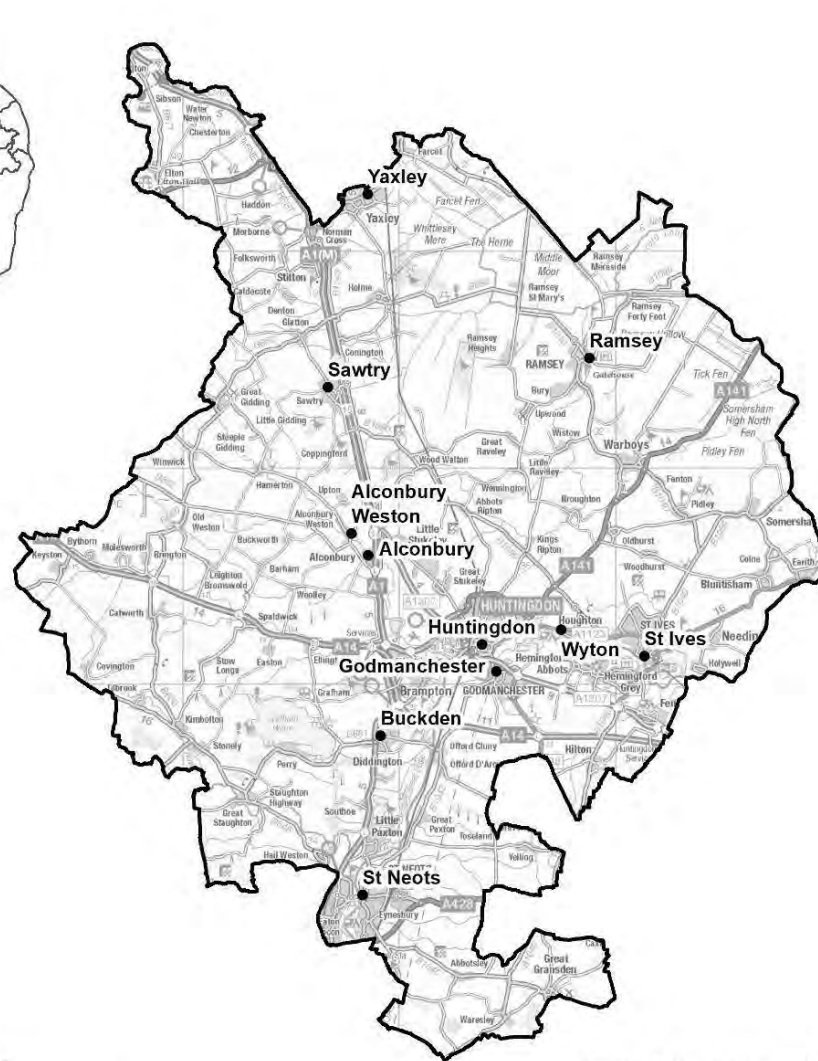 Sibson
Water
Newton
Chesterton
Elton
Haddon
Morborne
Folksworth
Norman
Cross
A1(M)
Stilton
Caldecote
Denton
Glatton
Holme
Yaxley
Yaxley
Farcet
Farcet Fen
Whittlesey
Mere
The Home
Middle
Moor
Ramsey
St Mary's
Ramsey
Mereside
Ramsey
Forty Foot
Ramsey
Heights
RAMSEY
Ramsey
Gatehouse
Bury
Upwood
Wistow
Warboys
Tick Fen
A141
Somersham
High North
Fen
Pidley Fen
Conington
Sawtry
Sawtry
Great
Gidding
Little Gidding
Steeple
Gidding
Coppingford
Winwick
Hamerton
Upton
Great
Raveley
Little
Raveley
Wood Walton
Wennington
Abbots
Ripton
Broughton
Fenton
Pidley
Old
Weston
Alconbury
Weston
Alconbury
Weston
Alconbury
Alconbury
Buckworth
Barham
Little
Stukeley
Great
Stukeley
Kings
Ripton
Oldhurst
Woodhurst
Colne
Bluntisham
Bythorn
Keyston
Molesworth
Brington
Leighton
Bromswold
Woolley
Catworth
14
Spaldwick
A1
A141
HUNTINGDON
Huntingdon
Houghton
A1123
Wyton
ST IVES
St Ives
16
Holywell
Covington
Stow
Longa
Easton
A14
Godmanchester
GODMANCHESTER
Brampton
Grafham
Hemingford
Grey
A14
Hilton
Kimbolton
Stonely
Perry
Buckden
Diddington
Offord Cluny
Offord D'Arcy
Staughton
Highway
Great
Staughton
Southoe
Little
Paxton
Great
Paxton
Toseland
Yelling
Hail Weston
St Neots
Eynesbury
A428
Abbotsley
Great
Gransden
Waresley